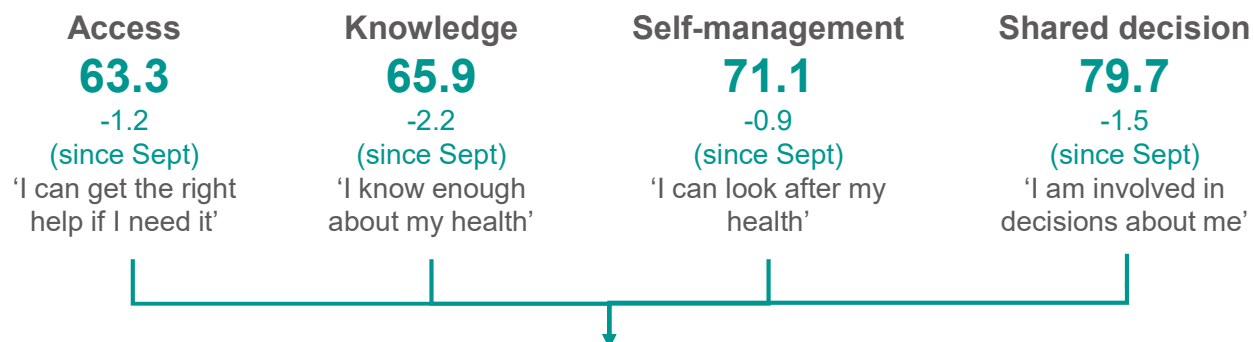 Access
63.3
-1.2
(since Sept)
‘I can get the right
help if I need it’
Knowledge
65.9
-2.2
(since Sept)
‘I know enough
about my health’
Self-management
71.1
-0.9
(since Sept)
‘I can look after my
health’
Shared decision
79.7
-1.5
(since Sept)
‘I am involved in
decisions about me’